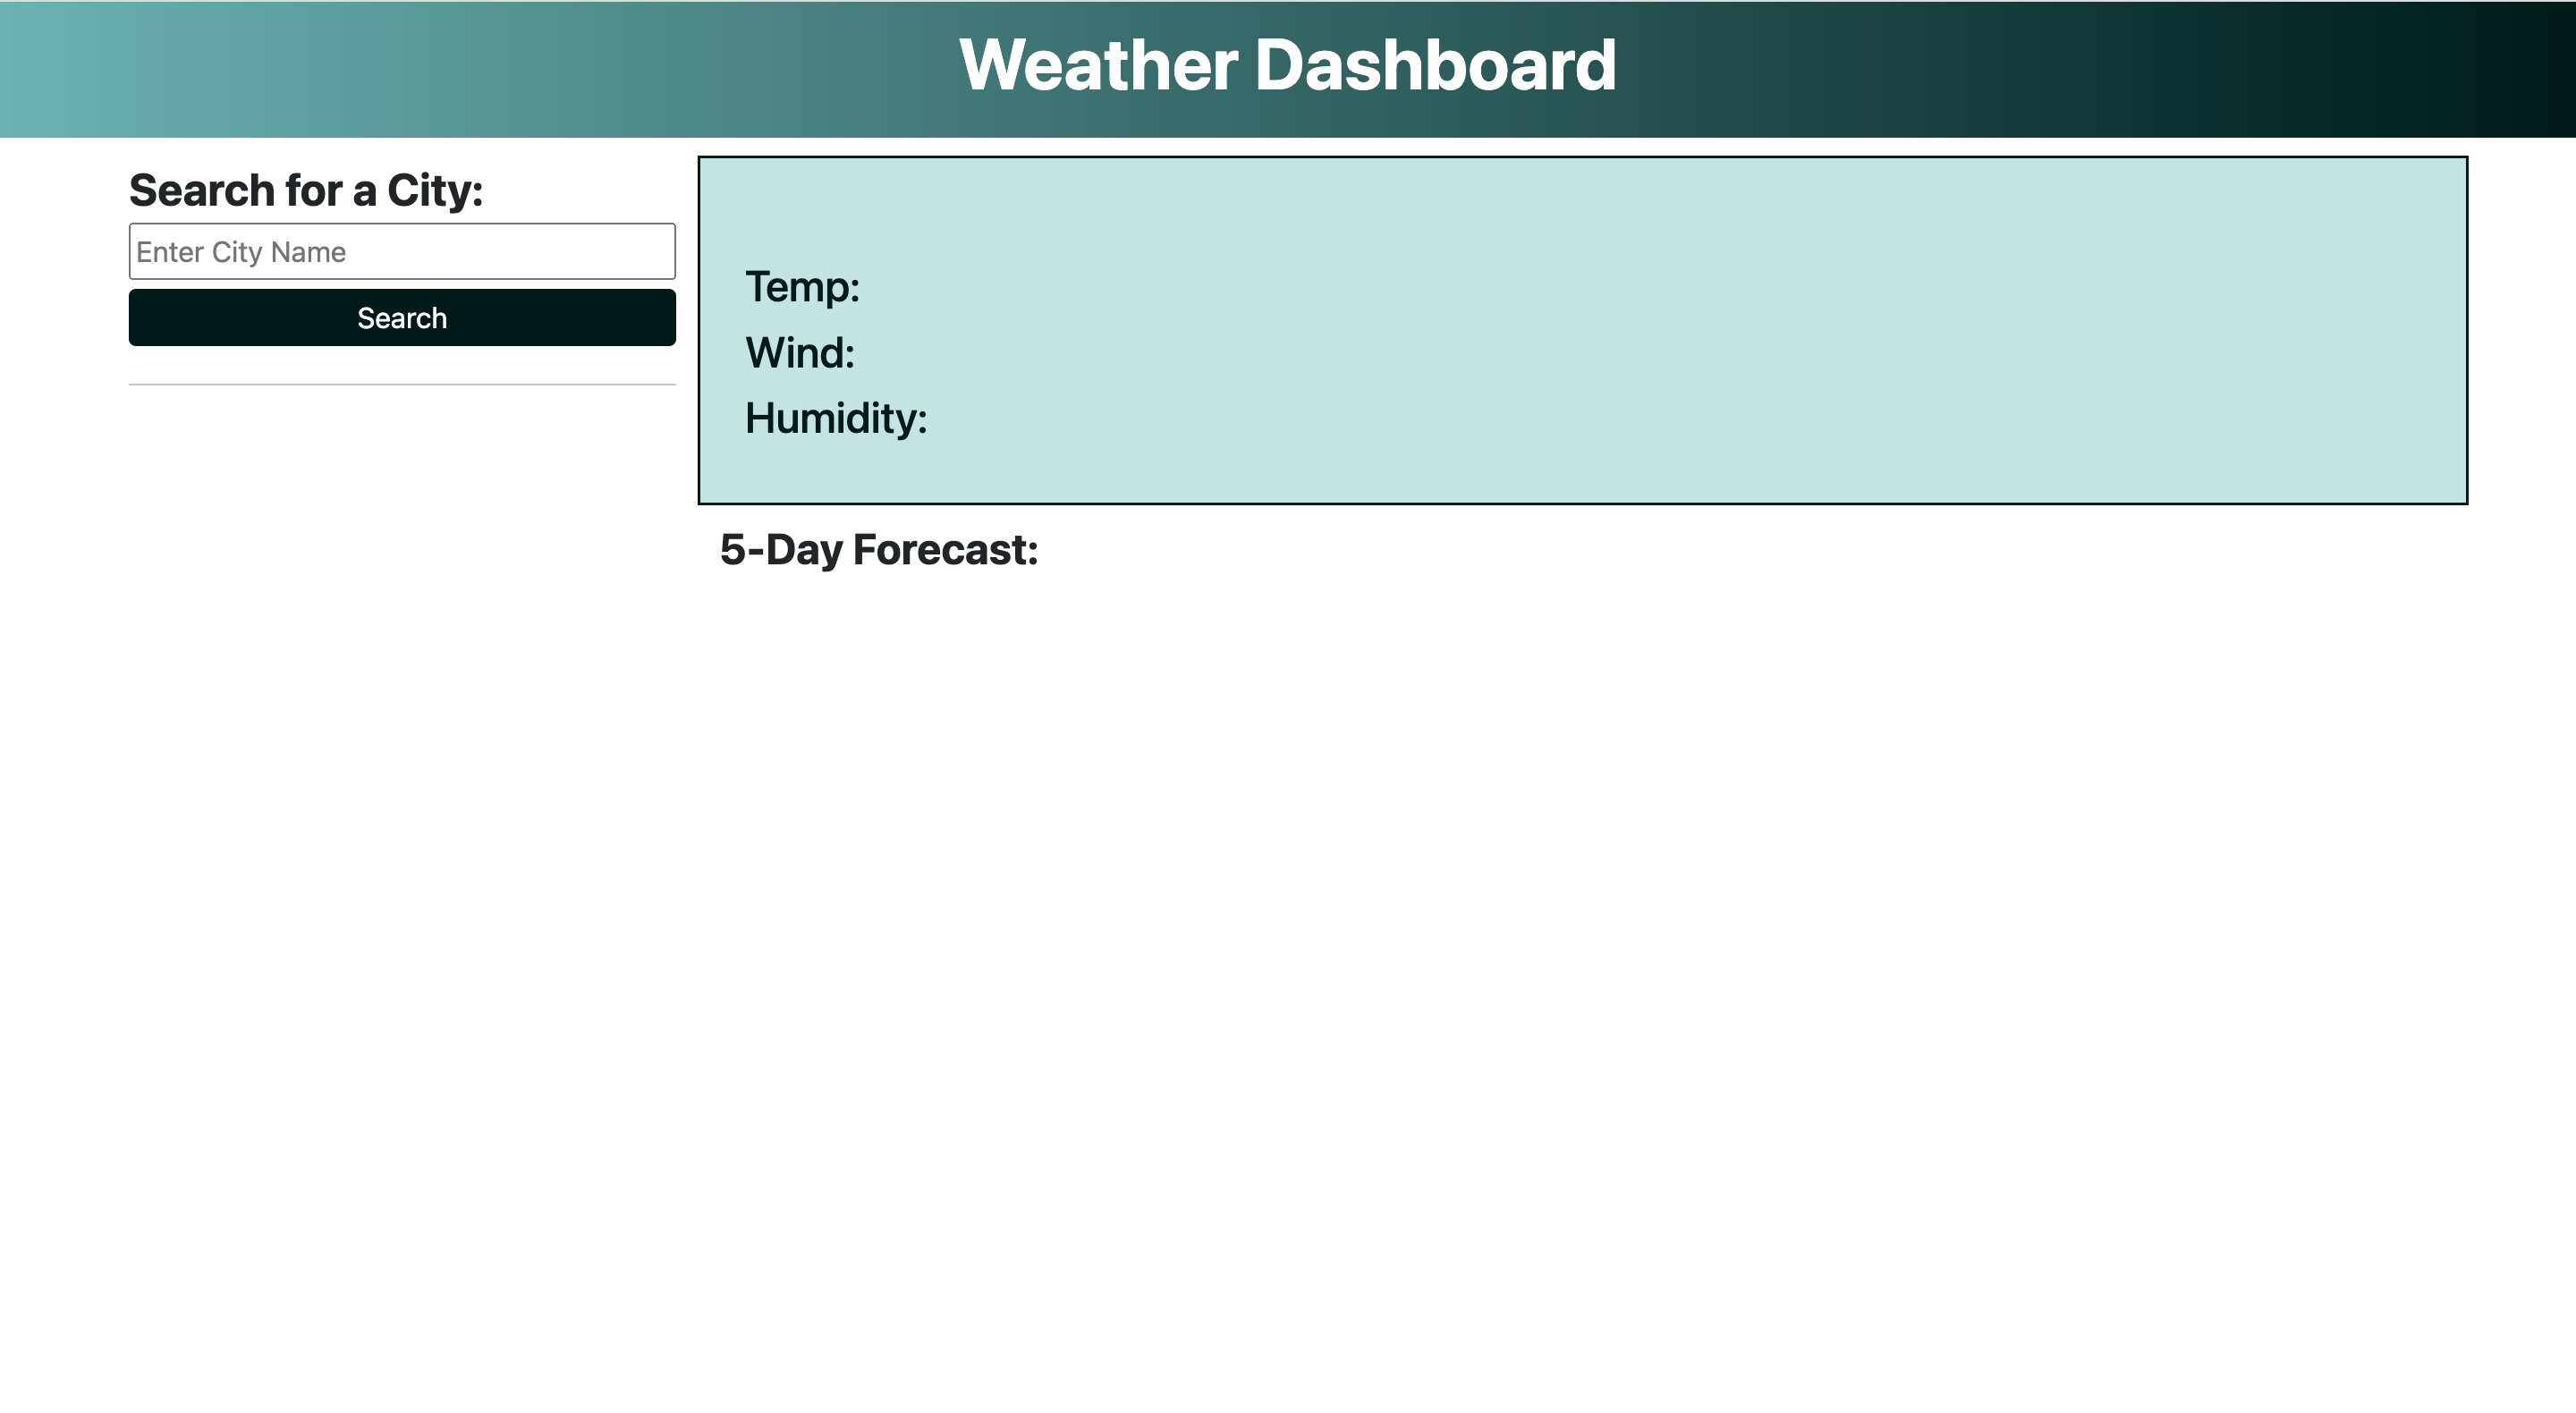 Weather Dashboard
Search for a City:
Enter City Name
Search
Temp:
Wind:
Humidity:
5-Day Forecast: